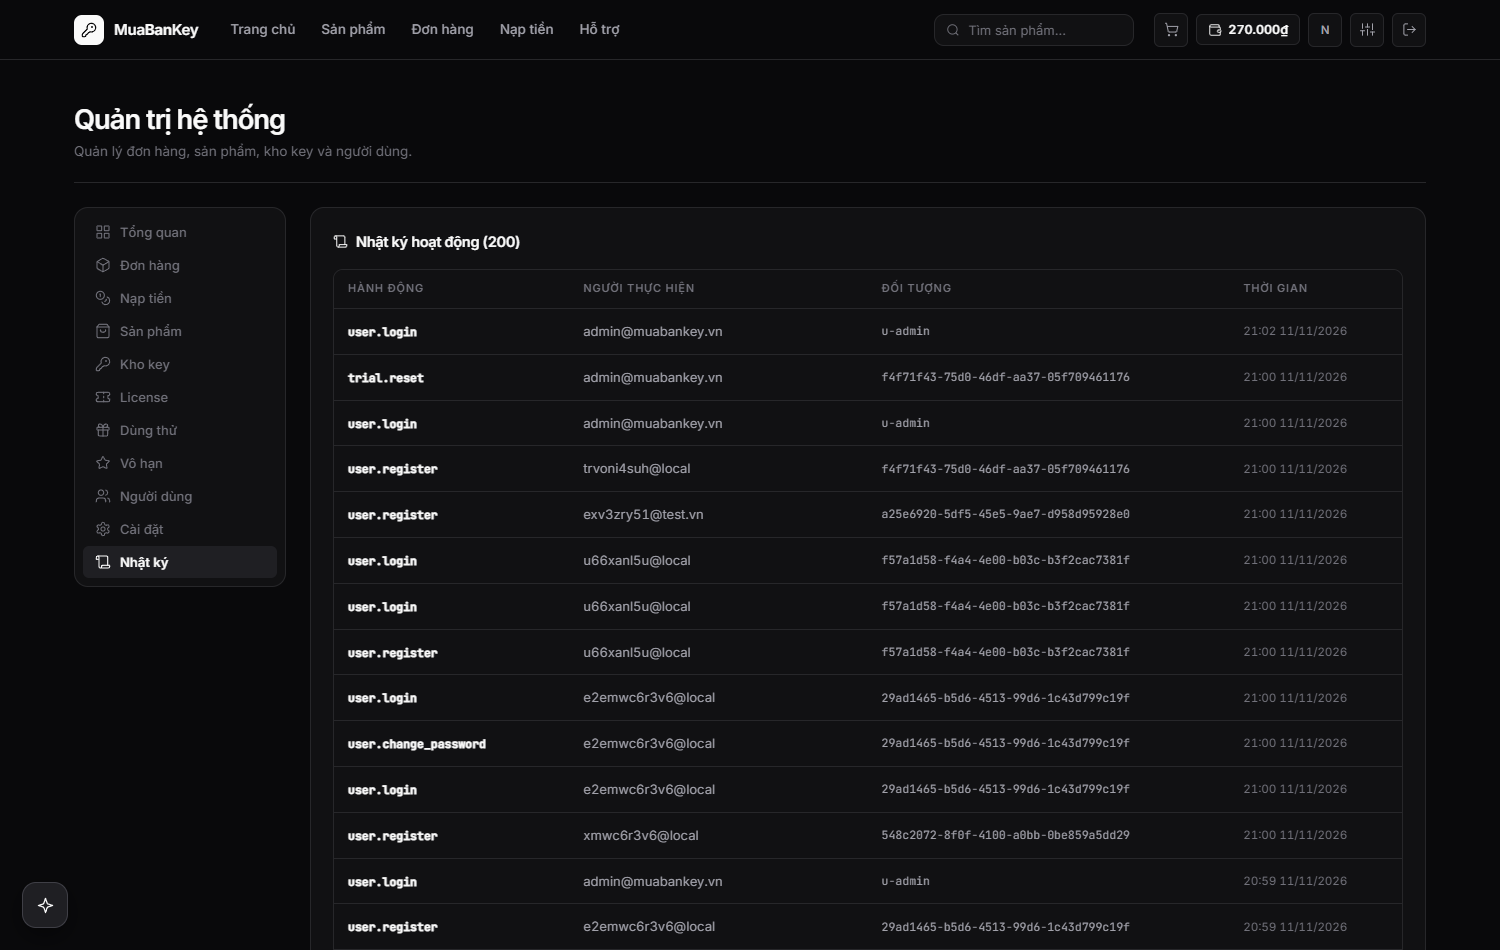 MuaBanKey Trang chủ Sản phẩm Đơn hàng Nạp tiền Hỗ trợ Tìm sản phẩm... 270.000₫ N
Quản trị hệ thống
Quản lý đơn hàng, sản phẩm, kho key và người dùng.
Tổng quan
Đơn hàng
Nạp tiền
Sản phẩm
Kho key
License
Dùng thử
Vô hạn
Người dùng
Cài đặt
Nhật ký
Nhật ký hoạt động (200)
HÀNH ĐỘNG NGƯỜI THỰC HIỆN ĐỐI TƯỢNG THỜI GIAN
user.login admin@muabankey.vn u-admin 21:02 11/11/2026
trial.reset admin@muabankey.vn f4f71f43-75d0-46df-aa37-05f709461176 21:00 11/11/2026
user.login admin@muabankey.vn u-admin 21:00 11/11/2026
user.register trvoni4suh@local f4f71f43-75d0-46df-aa37-05f709461176 21:00 11/11/2026
user.register exv3zry51@test.vn a25e6920-5df5-45e5-9ae7-d958d95928e0 21:00 11/11/2026
user.login u66xanl5u@local f57a1d58-f4a4-4e00-b03c-b3f2cac7381f 21:00 11/11/2026
user.login u66xanl5u@local f57a1d58-f4a4-4e00-b03c-b3f2cac7381f 21:00 11/11/2026
user.register u66xanl5u@local f57a1d58-f4a4-4e00-b03c-b3f2cac7381f 21:00 11/11/2026
user.login e2emwc6r3v6@local 29ad1465-b5d6-4513-99d6-1c43d799c19f 21:00 11/11/2026
user.change_password e2emwc6r3v6@local 29ad1465-b5d6-4513-99d6-1c43d799c19f 21:00 11/11/2026
user.login e2emwc6r3v6@local 29ad1465-b5d6-4513-99d6-1c43d799c19f 21:00 11/11/2026
user.register xmwc6r3v6@local 548c2072-8f0f-4100-a0bb-0be859a5dd29 21:00 11/11/2026
user.login admin@muabankey.vn u-admin 20:59 11/11/2026
user.register e2emwc6r3v6@local 29ad1465-b5d6-4513-99d6-1c43d799c19f 20:59 11/11/2026